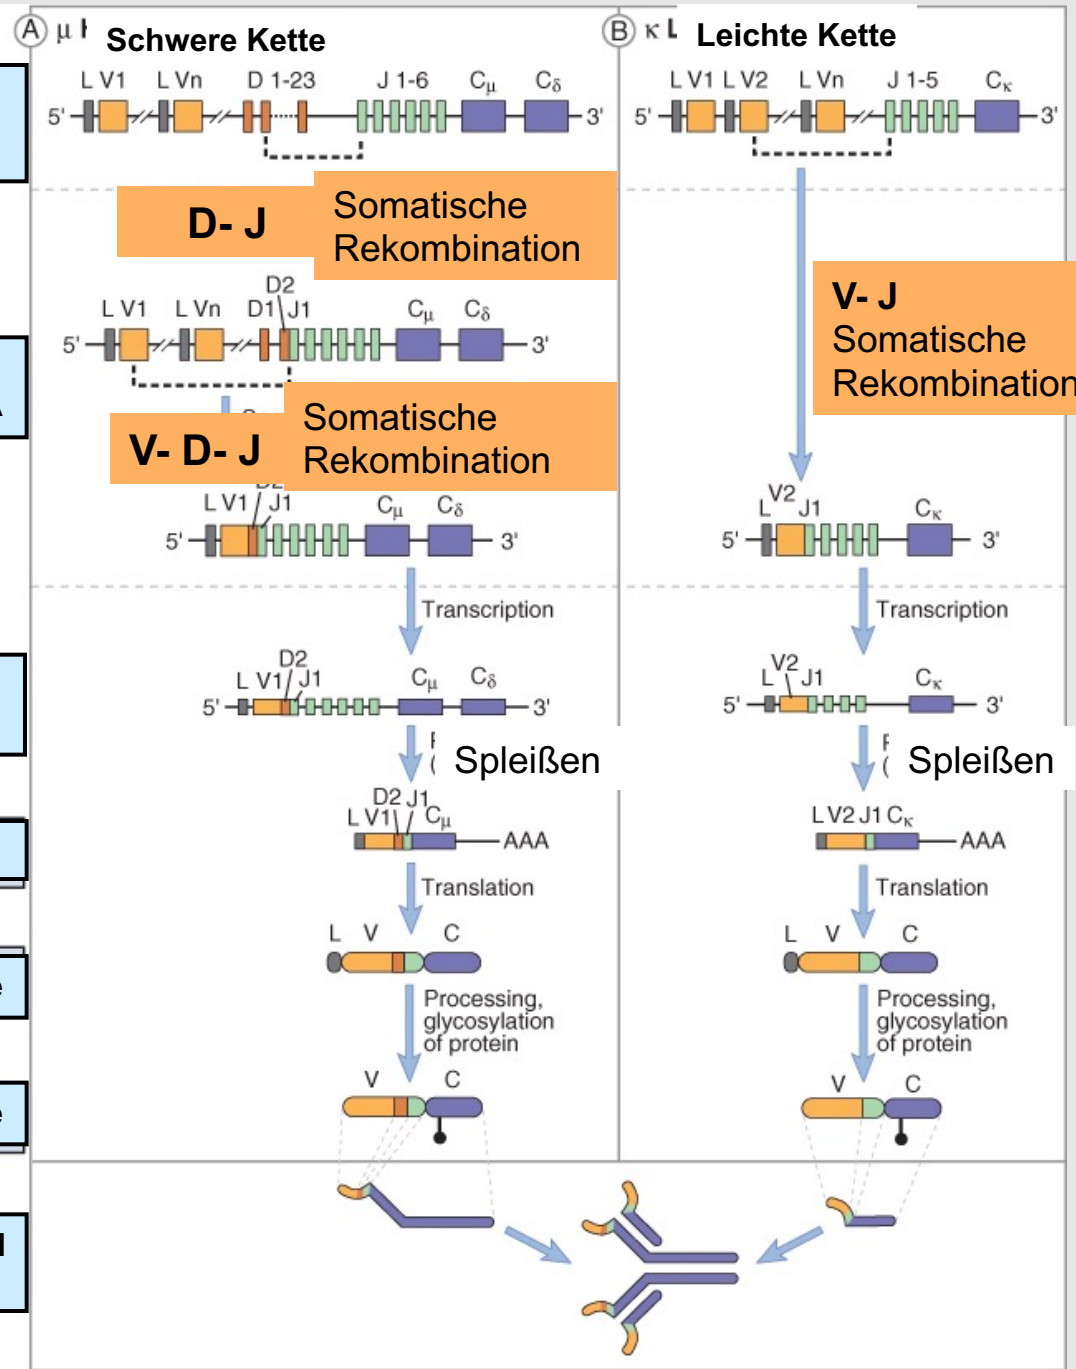 A μ
Schwere Kette
L V1 L Vn D 1-23 J 1-6 Cμ Cδ
5' 3'
D- J
Somatische
Rekombination
D2
L V1 L Vn D1 J1 Cμ Cδ
5' 3'
V- D- J
Somatische
Rekombination
D2
L V1 J1 Cμ Cδ
5' 3'
Transcription
D2
L V1 J1 Cμ Cδ
5' 3'
Spleißen
D2 J1
L V1 Cμ
AAA
Translation
L V C
Processing,
glycosylation
of protein
V C
B κ L
Leichte Kette
L V1 L V2 L Vn J 1-5 Cκ
5' 3'
V- J
Somatische
Rekombination
V2
L J1 Cκ
5' 3'
Transcription
V2
L J1 Cκ
5' 3'
Spleißen
L V2 J1 Cκ
AAA
Translation
L V C
Processing,
glycosylation
of protein
V C